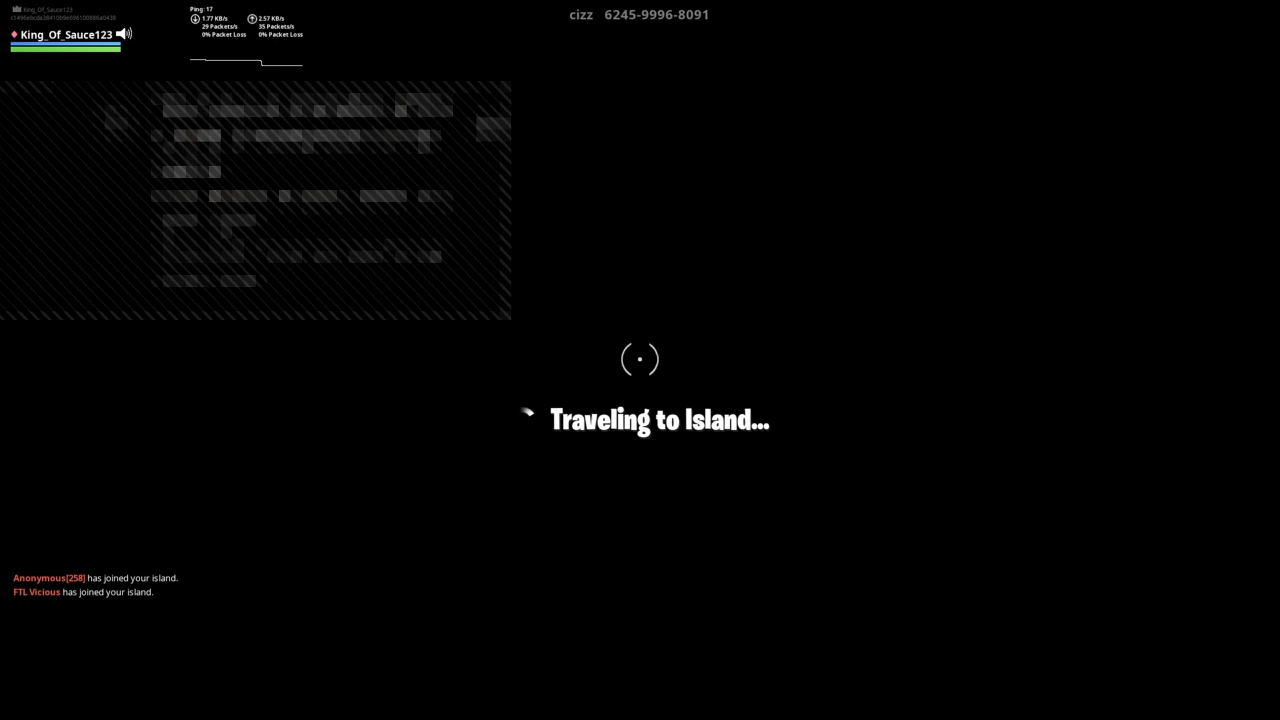 King_Of_Sauce123
King_Of_Sauce123
Ping: 17
1.77 KB/s
2.57 KB/s
29 Packets/s
35 Packets/s
0% Packet Loss
0% Packet Loss
cizz 6245-9996-8091
Traveling to Island...
Anonymous[258] has joined your island.
FTL Vicious has joined your island.